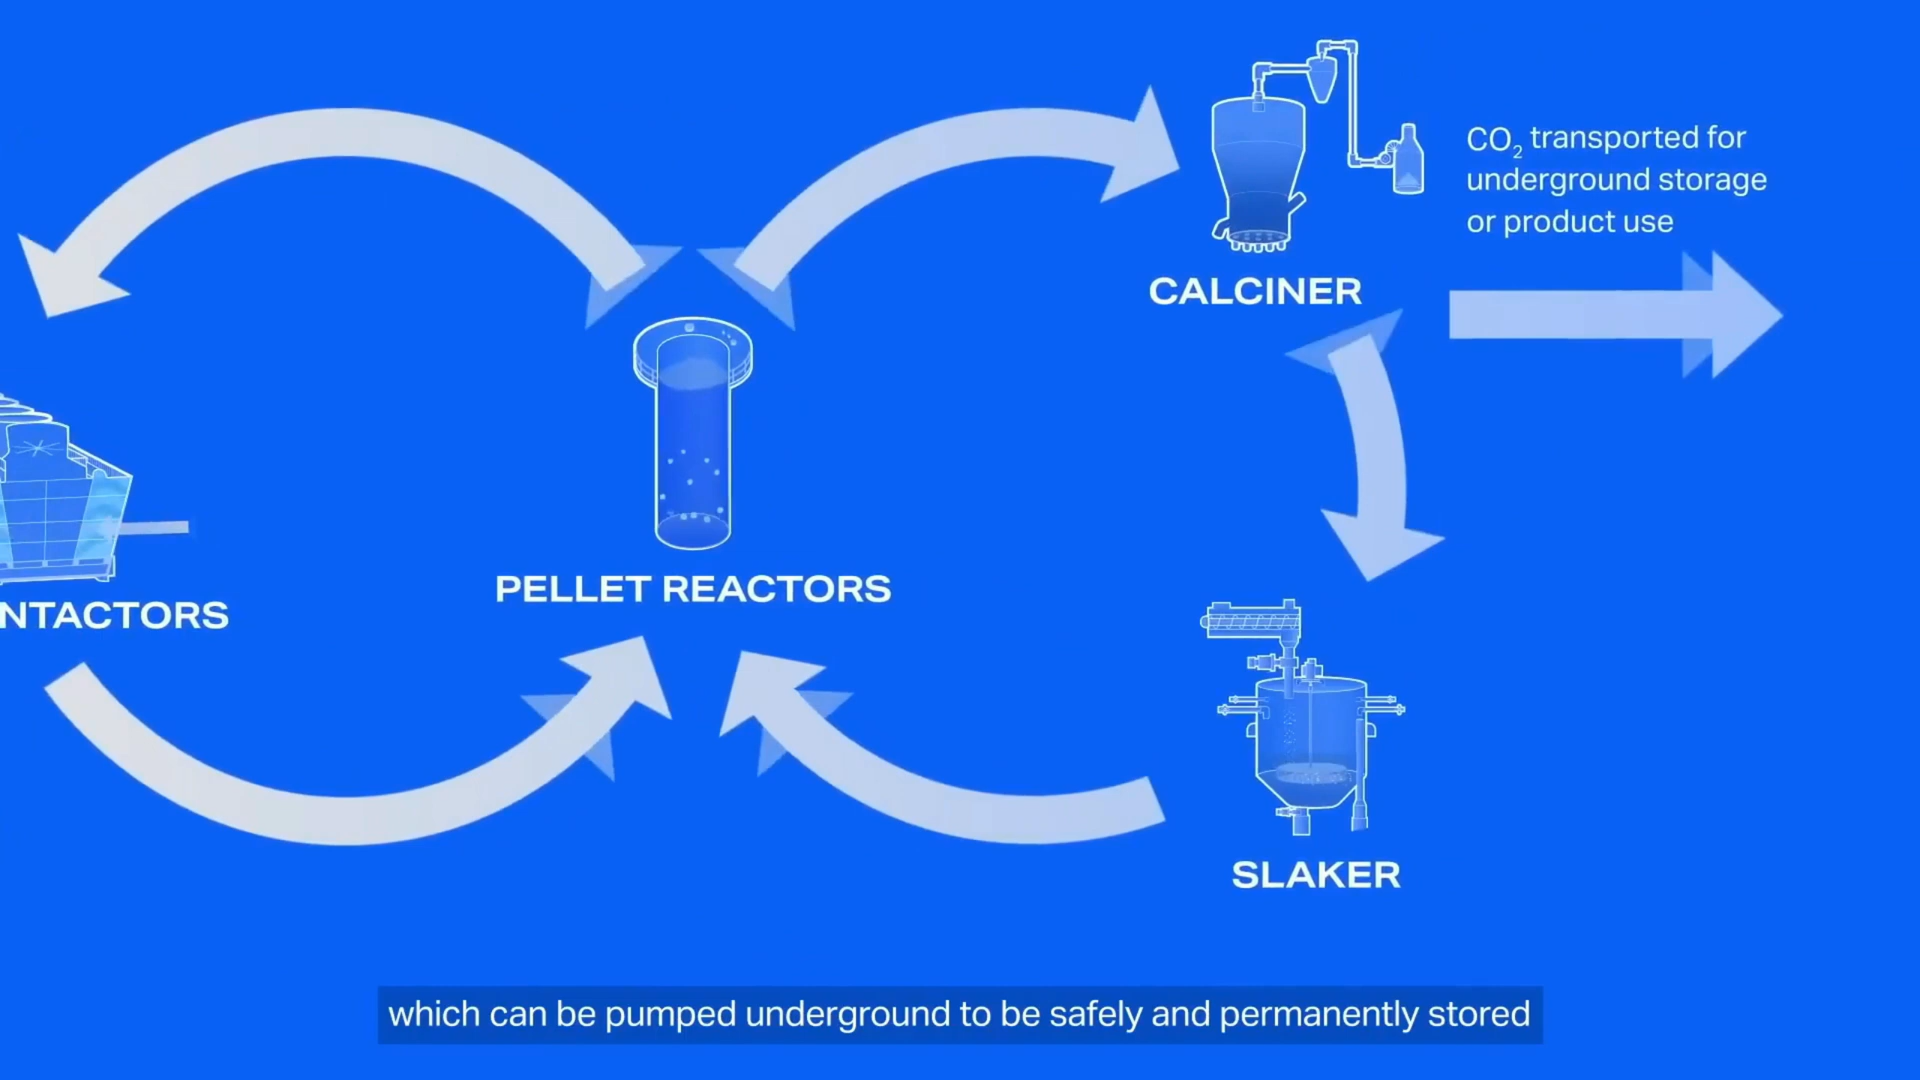 CO₂ transported for
underground storage
or product use
CALCINER
PELLET REACTORS
NTACTORS
SLAKER
which can be pumped underground to be safely and permanently stored